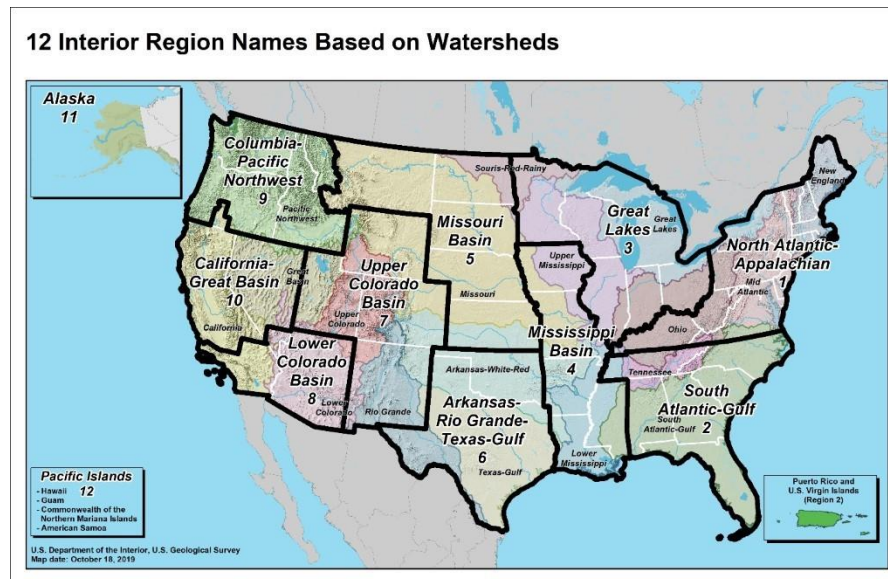 12 Interior Region Names Based on Watersheds
Alaska
11
Columbia-
Pacific
Northwest
9
Pacific
Northwest
Souris-Red-Rainy
New
England
Missouri
Basin
5
Great
Lakes
3
Great
Lakes
North Atlantic-
Appalachian
1
Mid
Atlantic
California-
Great Basin
10
Great
Basin
California
Upper
Colorado
Basin
7
Upper
Colorado
Upper
Mississippi
Missouri
Mississippi
Basin
4
Ohio
Lower
Colorado
Basin
8
Lower
Colorado
Rio Grande
Arkansas-White-Red
Arkansas-
Rio Grande-
Texas-Gulf
6
Texas-Gulf
Tennessee
South
Atlantic-Gulf
2
South
Atlantic-Gulf
Lower
Mississippi
Pacific Islands
12
- Hawaii
- Guam
- Commonwealth of the
Northern Mariana Islands
- American Samoa
Puerto Rico and
U.S. Virgin Islands
(Region 2)
U.S. Department of the Interior, U.S. Geological Survey
Map date: October 18, 2019